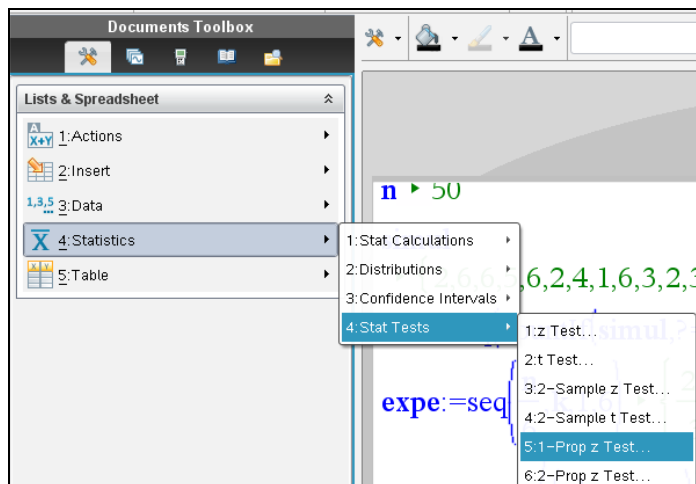 Documents Toolbox
Lists & Spreadsheet
1:Actions
2:Insert
1,3,5 3:Data
4:Statistics
5:Table
1:Stat Calculations
2:Distributions
3:Confidence Intervals
4:Stat Tests
1:z Test...
2:t Test...
3:2-Sample z Test...
4:2-Sample t Test...
5:1-Prop z Test...
6:2-Prop z Test...
n ▸ 50
,6,2,4,1,6,3,2,3
(simul,?=
expe:=seq(